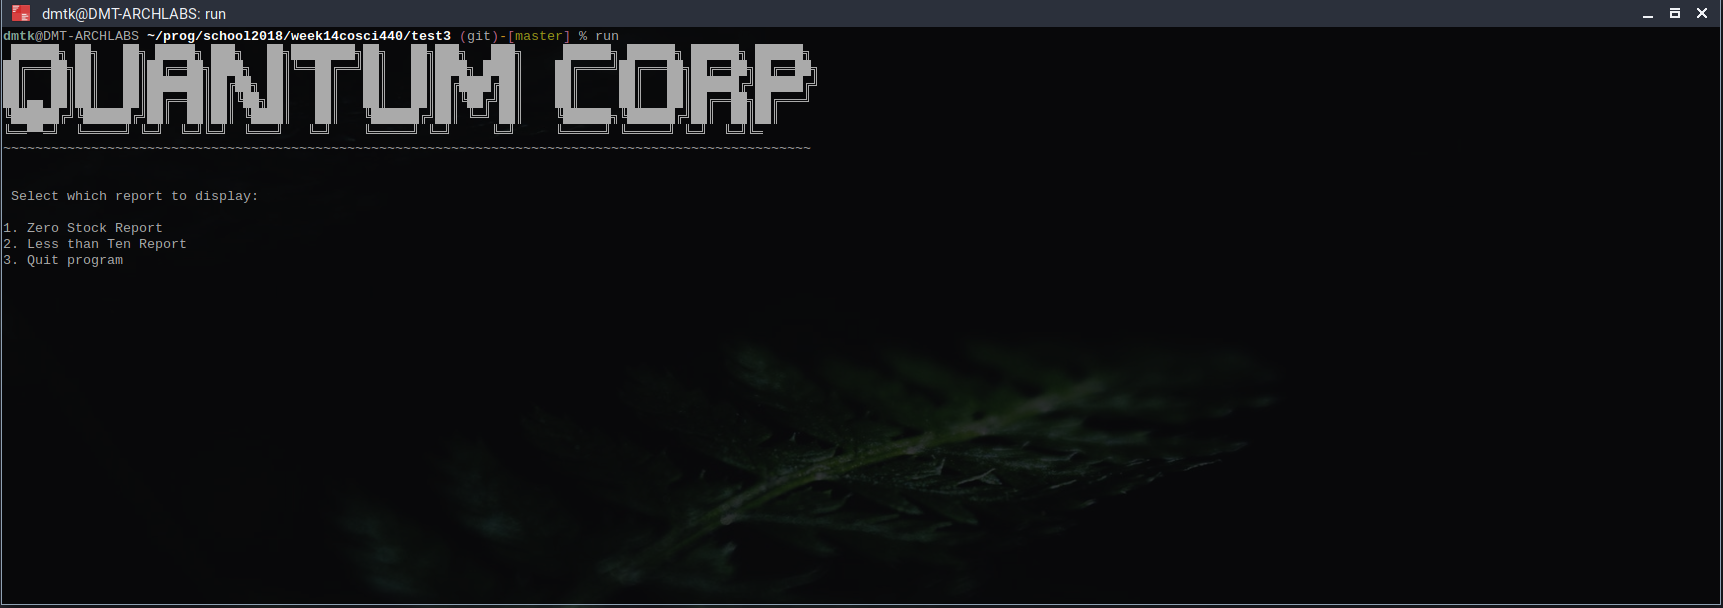 dmtk@DMT-ARCHLABS: run
dmtk@DMT-ARCHLABS ~/prog/school2018/week14cosci440/test3 (git)-[master] % run
QUANTUM CORP
~~~~~~~~~~~~~~~~~~~~~~~~~~~~~~~~~~~~~~~~~~~~~~~~~~~~~~~~~~~~~~~~~~~~~~~~~~~~~~~~~~~~~~~~~~~~~~~~~~~~~
Select which report to display:
1. Zero Stock Report
2. Less than Ten Report
3. Quit program